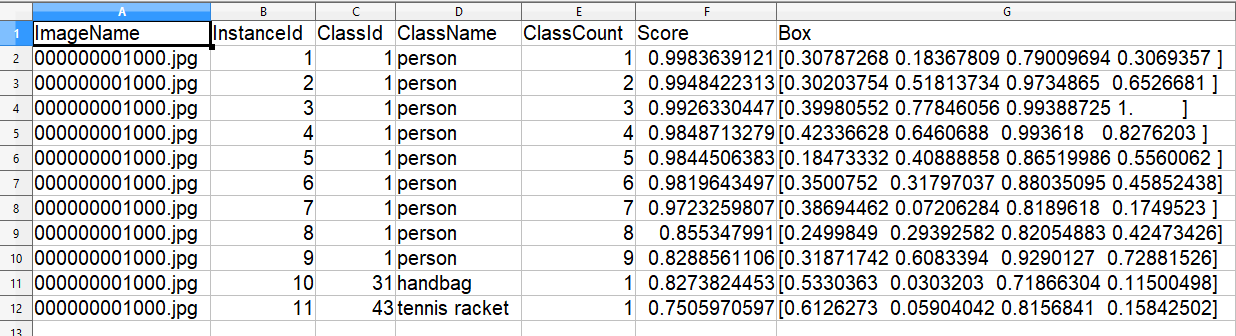 A B C D E F G
1 ImageName InstanceId ClassId ClassName ClassCount Score Box
2 000000001000.jpg 1 1 person 1 0.9983639121 [0.30787268 0.18367809 0.79009694 0.3069357 ]
3 000000001000.jpg 2 1 person 2 0.9948422313 [0.30203754 0.51813734 0.9734865 0.6526681 ]
4 000000001000.jpg 3 1 person 3 0.9926330447 [0.39980552 0.77846056 0.99388725 1. ]
5 000000001000.jpg 4 1 person 4 0.9848713279 [0.42336628 0.6460688 0.993618 0.8276203 ]
6 000000001000.jpg 5 1 person 5 0.9844506383 [0.18473332 0.40888858 0.86519986 0.5560062 ]
7 000000001000.jpg 6 1 person 6 0.9819643497 [0.3500752 0.31797037 0.88035095 0.45852438]
8 000000001000.jpg 7 1 person 7 0.9723259807 [0.38694462 0.07206284 0.8189618 0.1749523 ]
9 000000001000.jpg 8 1 person 8 0.855347991 [0.2499849 0.29392582 0.82054883 0.42473426]
10 000000001000.jpg 9 1 person 9 0.8288561106 [0.31871742 0.6083394 0.9290127 0.72881526]
11 000000001000.jpg 10 31 handbag 1 0.8273824453 [0.5330363 0.0303203 0.71866304 0.11500498]
12 000000001000.jpg 11 43 tennis racket 1 0.7505970597 [0.6126273 0.05904042 0.8156841 0.15842502]
13